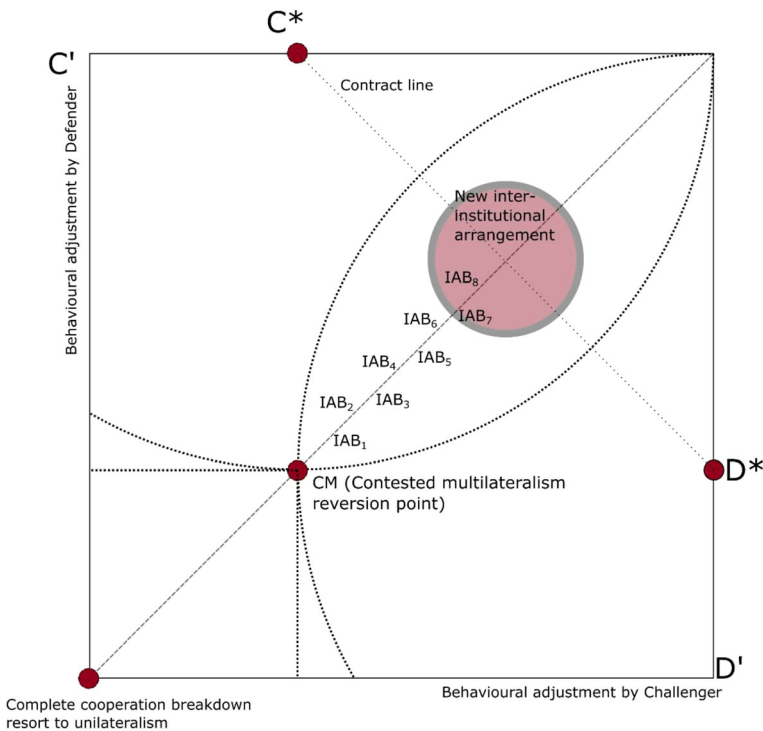 C*
C'
Contract line
Behavioural adjustment by Defender
New inter-
institutional
arrangement
IAB8
IAB7
IAB6
IAB5
IAB4
IAB3
IAB2
IAB1
D*
CM (Contested multilateralism
reversion point)
D'
Behavioural adjustment by Challenger
Complete cooperation breakdown
resort to unilateralism